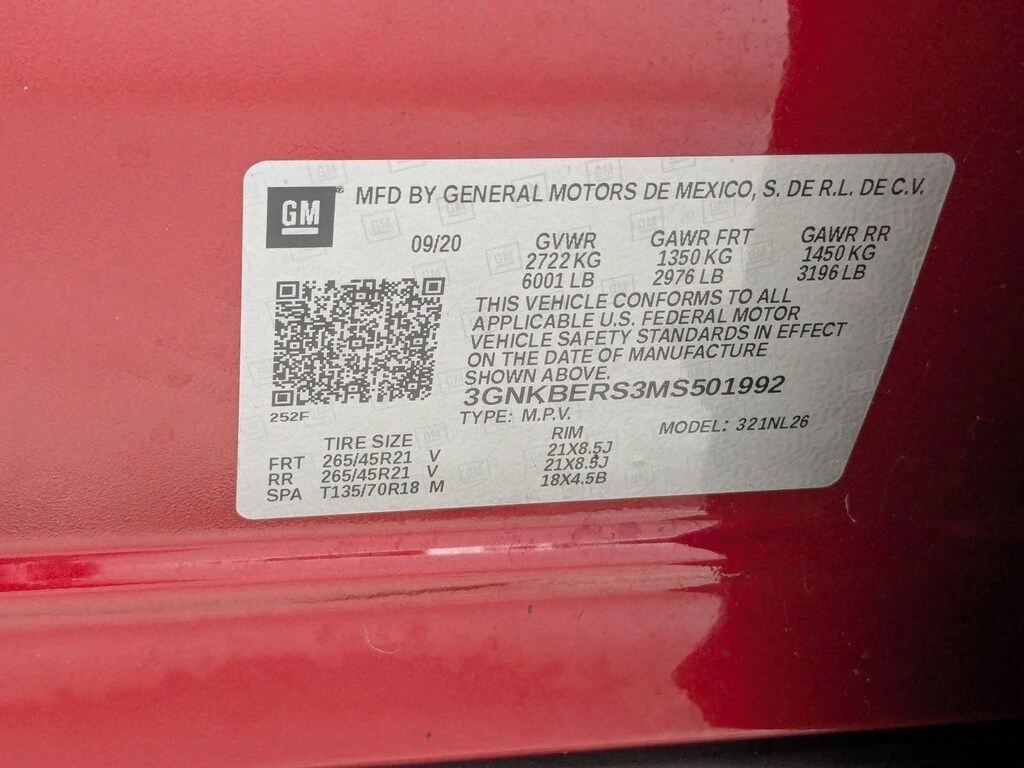 GM® MFD BY GENERAL MOTORS DE MEXICO, S. DE R.L. DE C.V.
09/20 GVWR GAWR FRT GAWR RR
2722 KG 1350 KG 1450 KG
6001 LB 2976 LB 3196 LB
THIS VEHICLE CONFORMS TO ALL
APPLICABLE U.S. FEDERAL MOTOR
VEHICLE SAFETY STANDARDS IN EFFECT
ON THE DATE OF MANUFACTURE
SHOWN ABOVE.
3GNKBERS3MS501992
252F
TYPE: M.P.V. MODEL: 321NL26
TIRE SIZE RIM
FRT 265/45R21 V 21X8.5J
RR 265/45R21 V 21X8.5J
SPA T135/70R18 M 18X4.5B